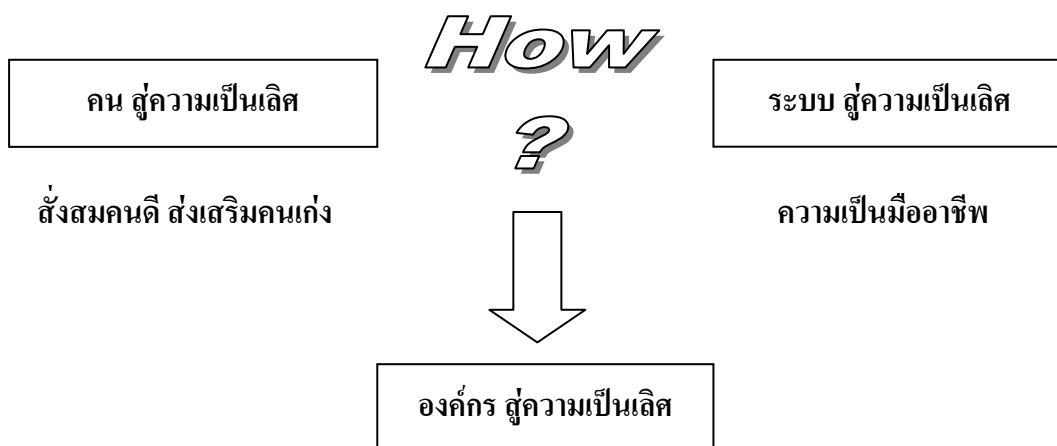 How
?
คน สู่ความเป็นเลิศ
ระบบ สู่ความเป็นเลิศ
สั่งสมคนดี ส่งเสริมคนเก่ง
ความเป็นมืออาชีพ
องค์กร สู่ความเป็นเลิศ